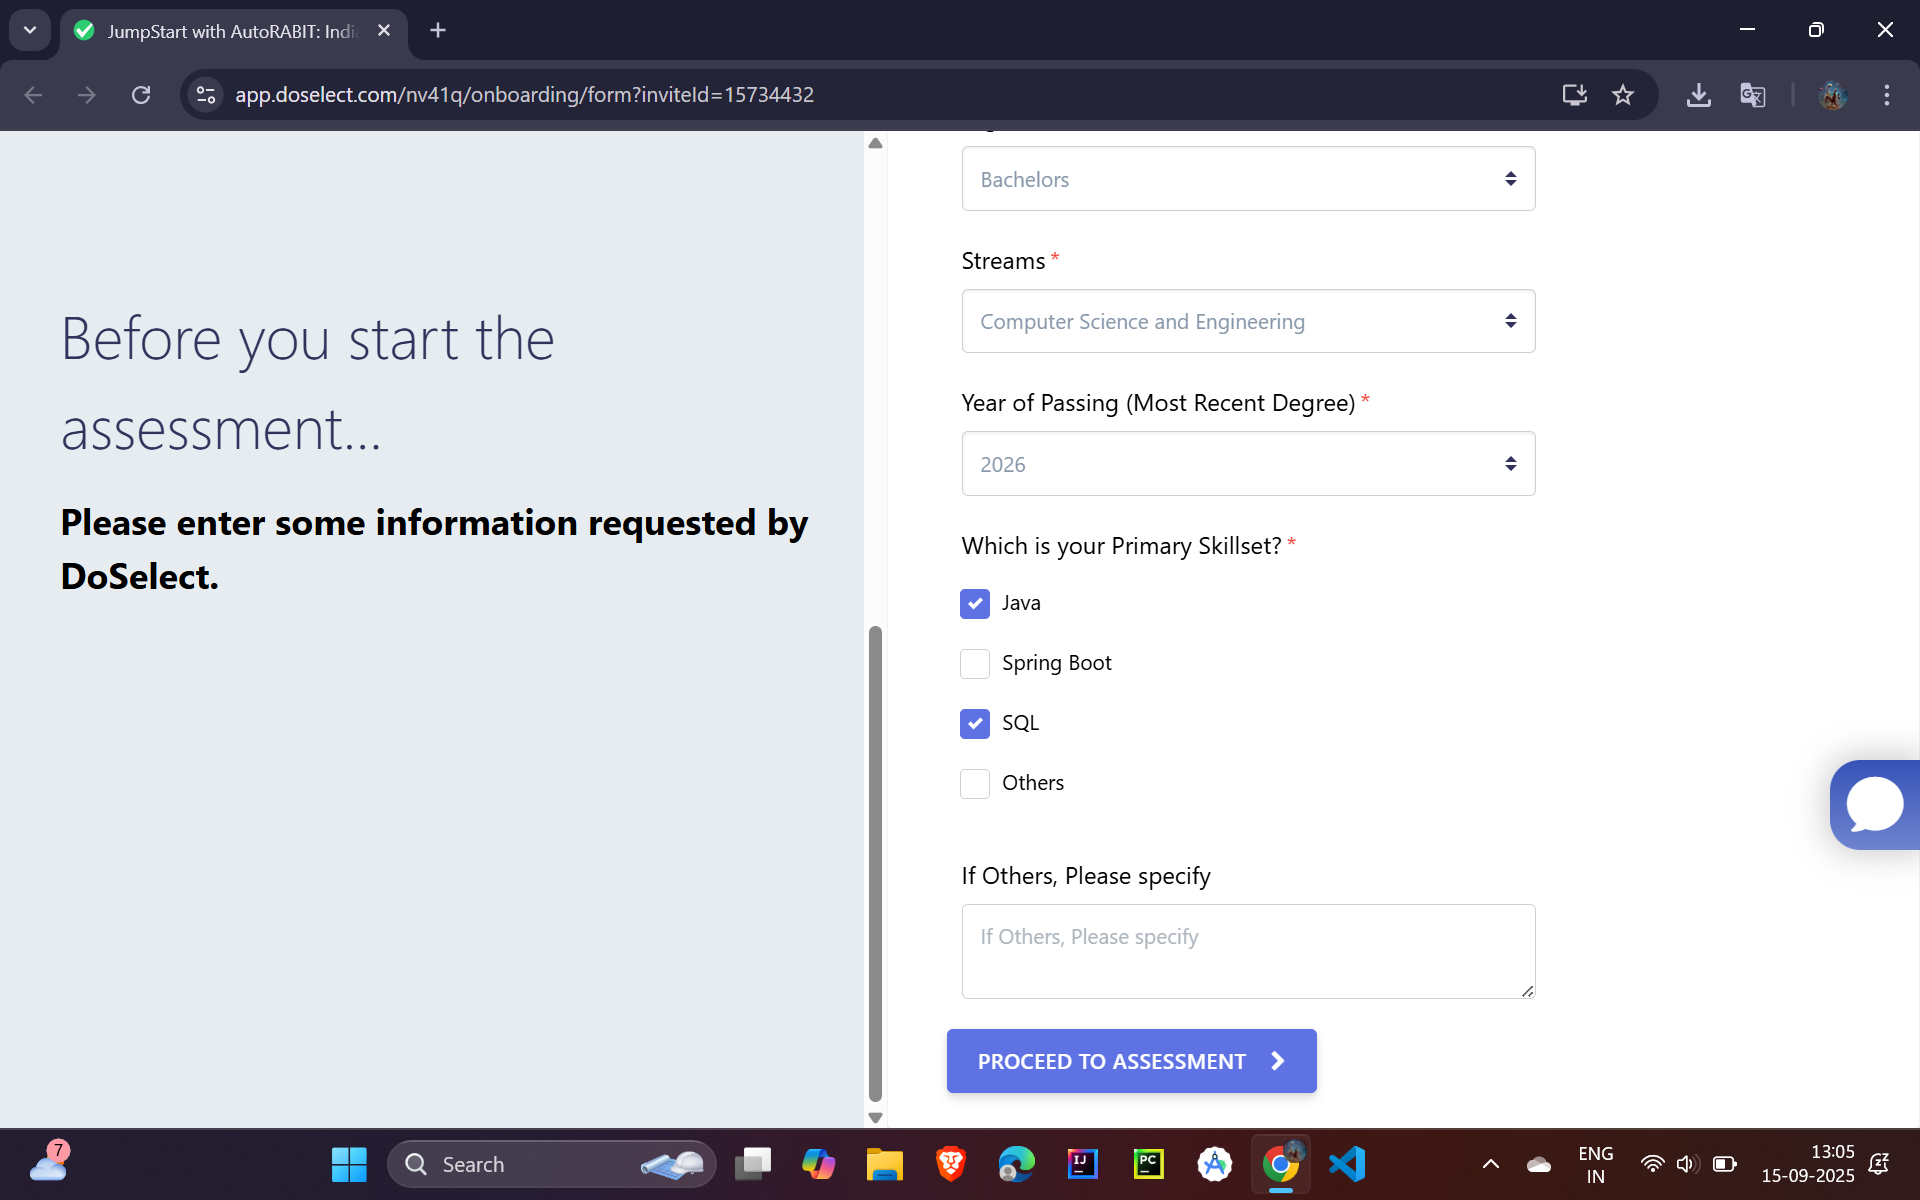 JumpStart with AutoRABIT: Indi
app.doselect.com/nv41q/onboarding/form?inviteId=15734432
Before you start the
assessment...
Please enter some information requested by
DoSelect.
Bachelors
Streams *
Computer Science and Engineering
Year of Passing (Most Recent Degree) *
2026
Which is your Primary Skillset? *
Java
Spring Boot
SQL
Others
If Others, Please specify
If Others, Please specify
PROCEED TO ASSESSMENT
7
Search
IJ
PC
ENG
IN
13:05
15-09-2025